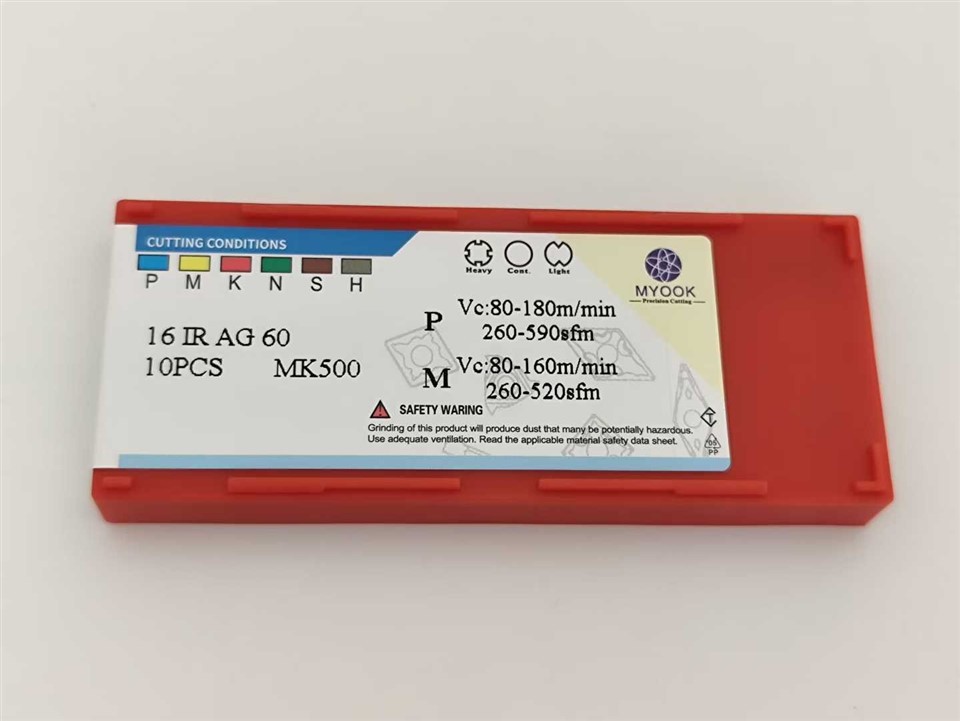 CUTTING CONDITIONS
P M K N S H
16 IR AG 60
10PCS MK500
Heavy Cont. Light
P Vc:80-180m/min
260-590sfm
M Vc:80-160m/min
260-520sfm
MYOOK
Precision Cutting
SAFETY WARING
Grinding of this product will produce dust that many be potentially hazardous.
Use adequate ventilation. Read the applicable material safety data sheet.
05
PP